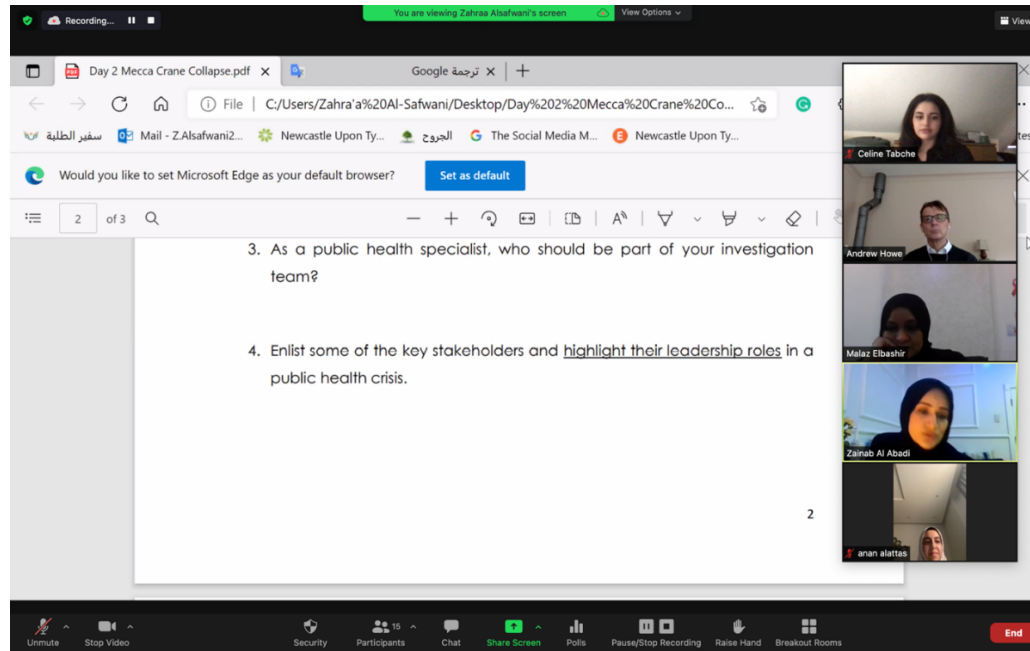 Recording...
You are viewing Zahraa Alsafwani's screen
View Options
View
Day 2 Mecca Crane Collapse.pdf
Google ترجمة
File
C:/Users/Zahra'a%20Al-Safwani/Desktop/Day%202%20Mecca%20Crane%20Co...
سفير الطلبة
Mail - Z.Alsafwani2...
Newcastle Upon Ty...
الجروح
The Social Media M...
Newcastle Upon Ty...
Would you like to set Microsoft Edge as your default browser?
Set as default
2 of 3
3. As a public health specialist, who should be part of your investigation
team?
4. Enlist some of the key stakeholders and highlight their leadership roles in a
public health crisis.
2
Celine Tabche
Andrew Howe
Malaz Elbashir
Zainab Al Abadi
anan alattas
Unmute
Stop Video
Security
Participants
15
Chat
Share Screen
Polls
Pause/Stop Recording
Raise Hand
Breakout Rooms
End